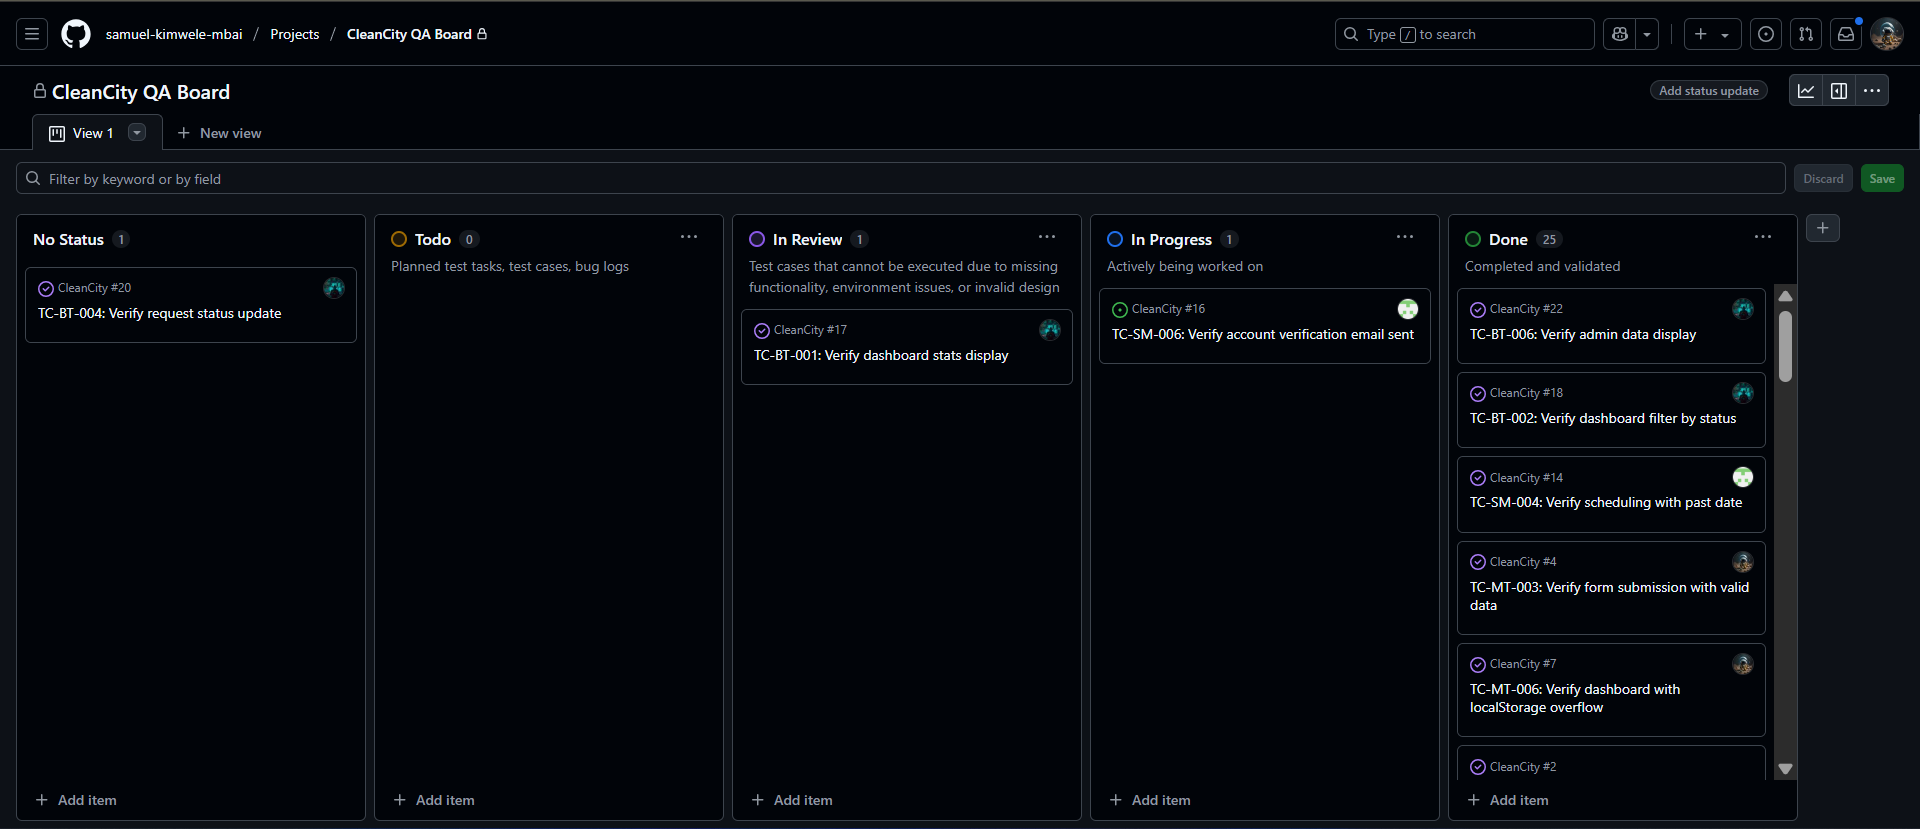 samuel-kimwele-mbai / Projects / CleanCity QA Board
Type / to search
CleanCity QA Board
Add status update
View 1
New view
Filter by keyword or by field
Discard
Save
No Status 1
CleanCity #20
TC-BT-004: Verify request status update
Add item
Todo 0
Planned test tasks, test cases, bug logs
Add item
In Review 1
Test cases that cannot be executed due to missing
functionality, environment issues, or invalid design
CleanCity #17
TC-BT-001: Verify dashboard stats display
Add item
In Progress 1
Actively being worked on
CleanCity #16
TC-SM-006: Verify account verification email sent
Add item
Done 25
Completed and validated
CleanCity #22
TC-BT-006: Verify admin data display
CleanCity #18
TC-BT-002: Verify dashboard filter by status
CleanCity #14
TC-SM-004: Verify scheduling with past date
CleanCity #4
TC-MT-003: Verify form submission with valid
data
CleanCity #7
TC-MT-006: Verify dashboard with
localStorage overflow
CleanCity #2
Add item